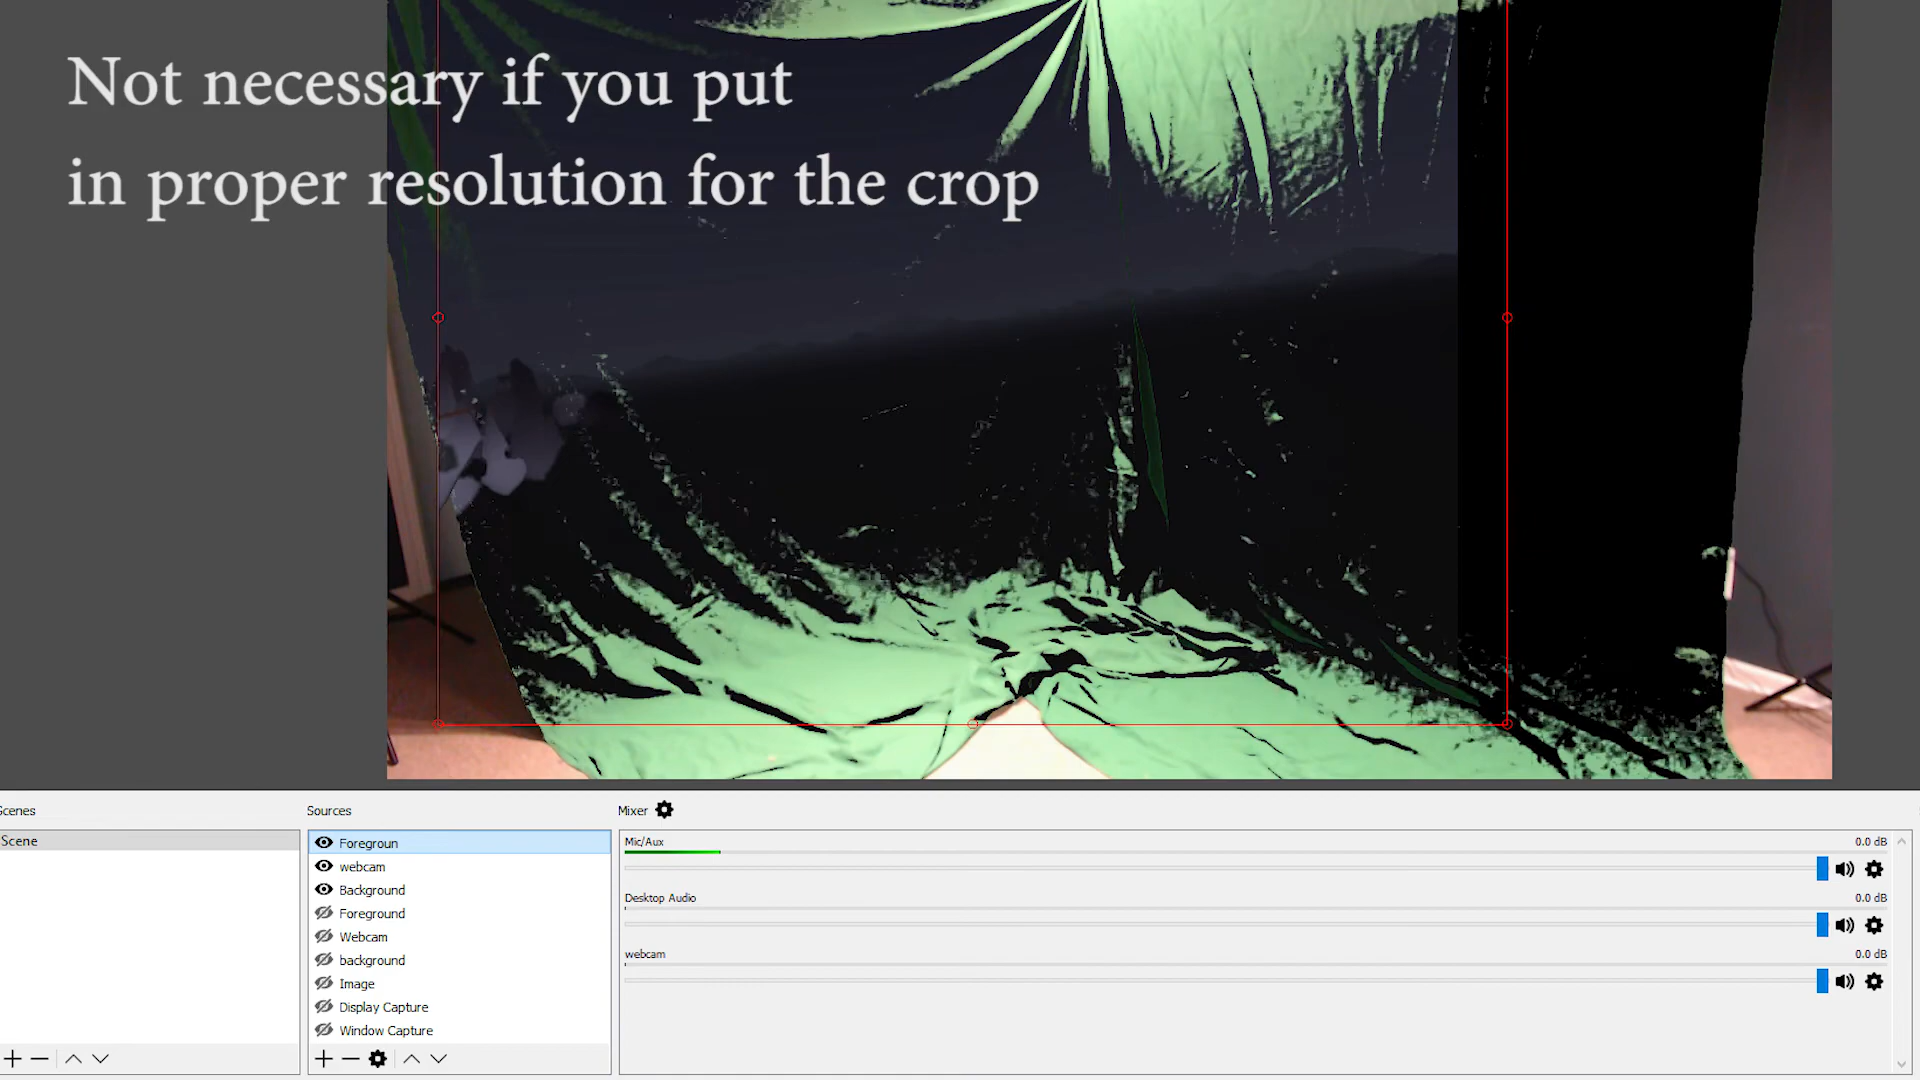 Not necessary if you put
in proper resolution for the crop
Scenes
Scene
Sources
Foregroun
webcam
Background
Foreground
Webcam
background
Image
Display Capture
Window Capture
Mixer
Mic/Aux
0.0 dB
Desktop Audio
0.0 dB
webcam
0.0 dB